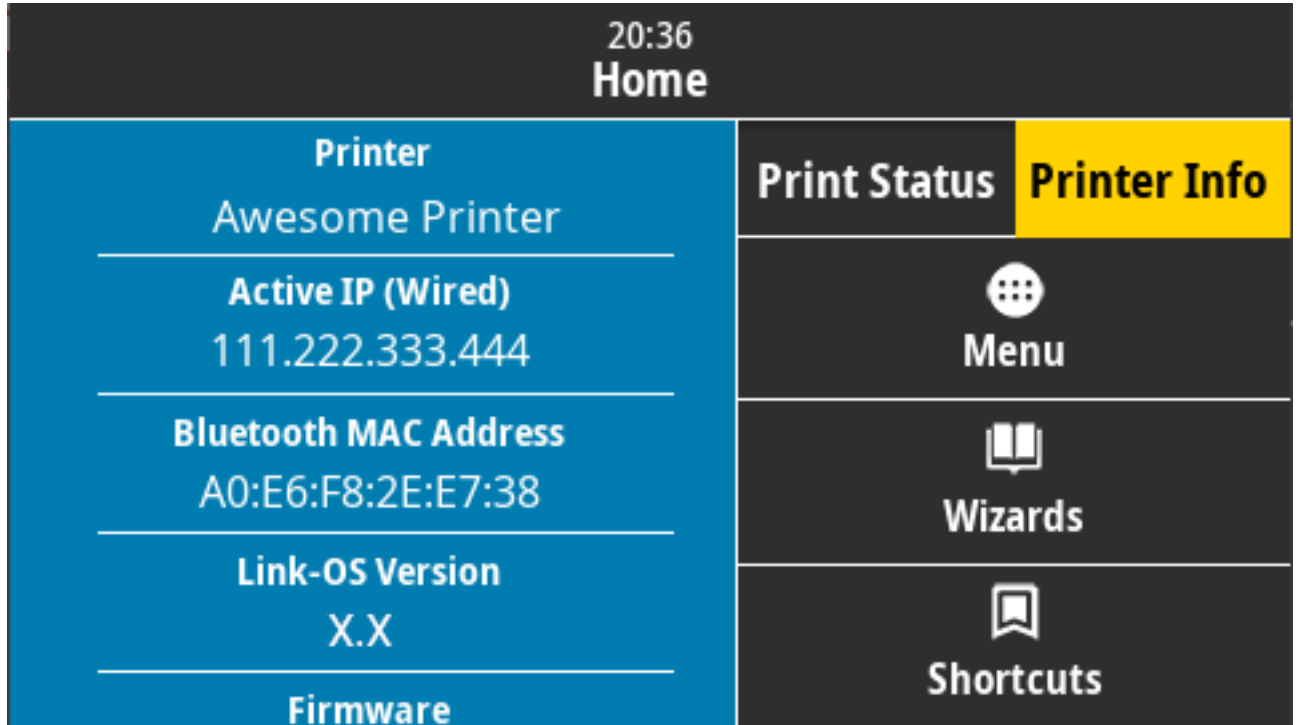 20:36
Home
Printer
Awesome Printer
Active IP (Wired)
111.222.333.444
Bluetooth MAC Address
A0:E6:F8:2E:E7:38
Link-OS Version
X.X
Firmware
Print Status
Printer Info
Menu
Wizards
Shortcuts